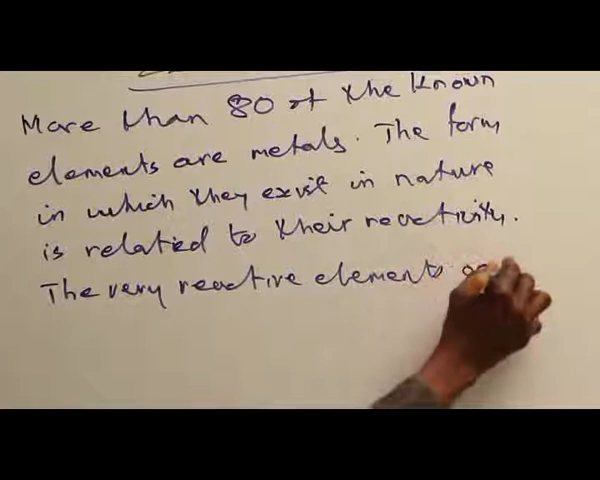 More than 80 of the known
elements are metals. The form
in which they exist in nature
is related to their reactivity.
The very reactive elements